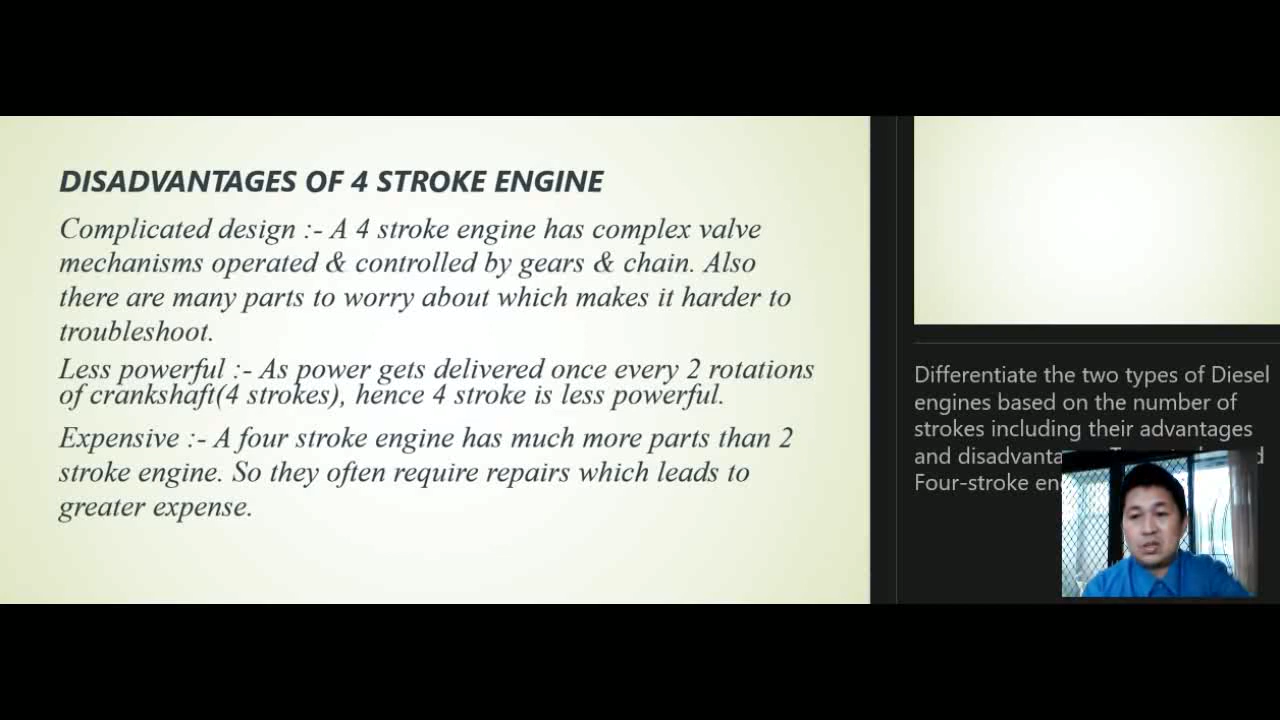 DISADVANTAGES OF 4 STROKE ENGINE
Complicated design :- A 4 stroke engine has complex valve
mechanisms operated & controlled by gears & chain. Also
there are many parts to worry about which makes it harder to
troubleshoot.
Less powerful :- As power gets delivered once every 2 rotations
of crankshaft(4 strokes), hence 4 stroke is less powerful.
Expensive :- A four stroke engine has much more parts than 2
stroke engine. So they often require repairs which leads to
greater expense.
Differentiate the two types of Diesel
engines based on the number of
strokes including their advantages
and
Four-stroke